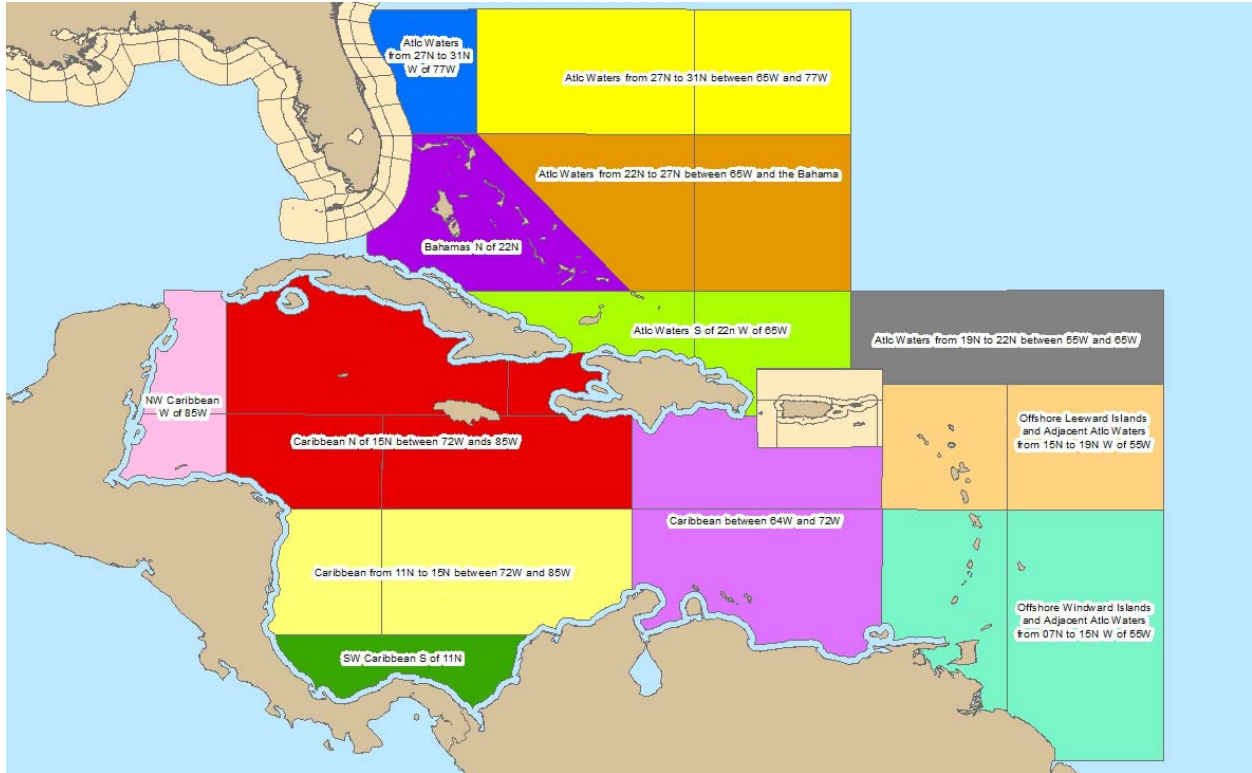 Atlc Waters
from 27N to 31N
W of 77W
Atlc Waters from 27N to 31N between 65W and 77W
Atlc Waters from 22N to 27N between 65W and the Bahama
Bahamas N of 22N
Atlc Waters S of 22n W of 65W
Atlc Waters from 19N to 22N between 55W and 65W
NW Caribbean
W of 85W
Caribbean N of 15N between 72W ands 85W
Offshore Leeward Islands
and Adjacent Atlc Waters
from 15N to 19N W of 55W
Caribbean between 64W and 72W
Caribbean from 11N to 15N between 72W and 85W
Offshore Windward Islands
and Adjacent Atlc Waters
from 07N to 15N W of 55W
SW Caribbean S of 11N